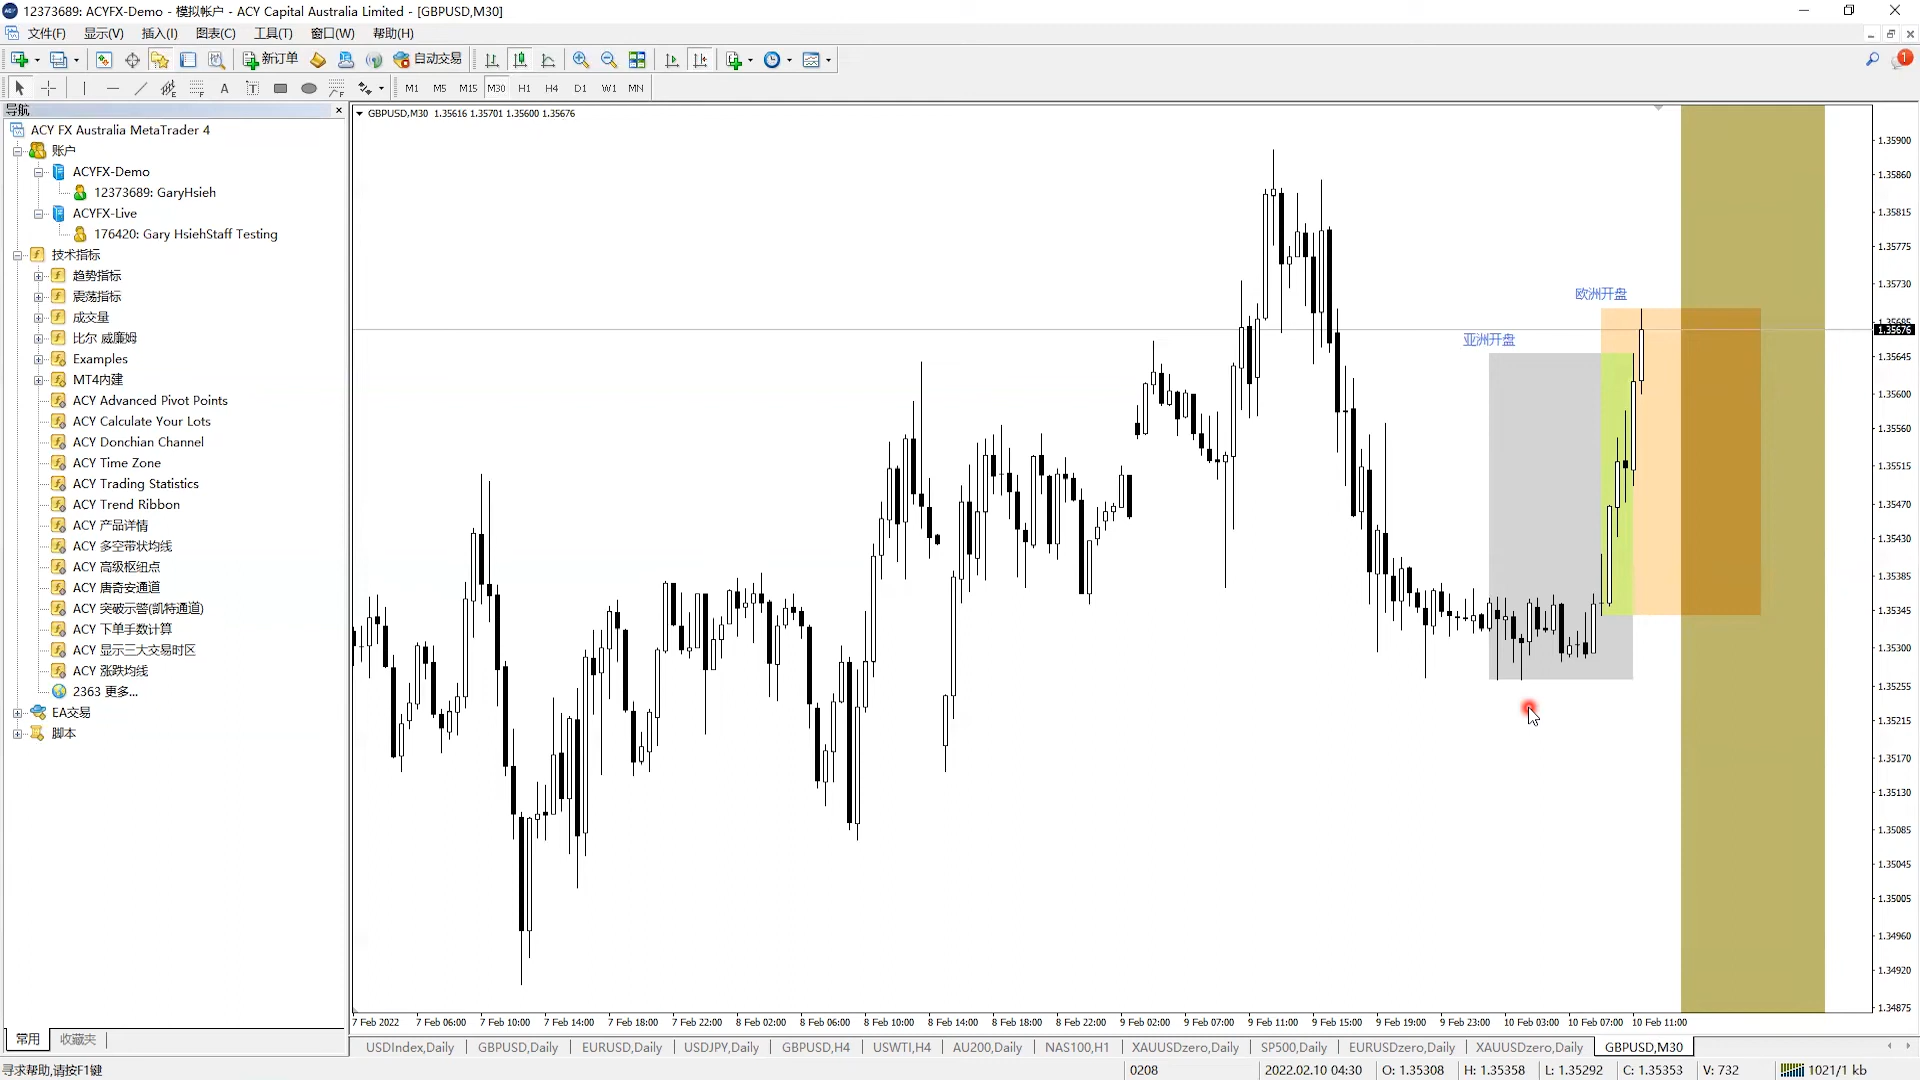 12373689: ACYFX-Demo - 模拟帐户 - ACY Capital Australia Limited - [GBPUSD,M30]
文件(F) 显示(V) 插入(I) 图表(C) 工具(T) 窗口(W) 帮助(H)
新订单 自动交易 1
A T M1 M5 M15 M30 H1 H4 D1 W1 MN
导航
ACY FX Australia MetaTrader 4
账户
ACYFX-Demo
12373689: GaryHsieh
ACYFX-Live
176420: Gary HsiehStaff Testing
技术指标
趋势指标
震荡指标
成交量
比尔 威廉姆
Examples
MT4内建
ACY Advanced Pivot Points
ACY Calculate Your Lots
ACY Donchian Channel
ACY Time Zone
ACY Trading Statistics
ACY Trend Ribbon
ACY 产品详情
ACY 多空带状均线
ACY 高级枢纽点
ACY 唐奇安通道
ACY 突破示警(凯特通道)
ACY 下单手数计算
ACY 显示三大交易时区
ACY 涨跌均线
2363 更多...
EA交易
脚本
常用 收藏夹
GBPUSD,M30 1.35616 1.35701 1.35600 1.35676
欧洲开盘
亚洲开盘
1.35900
1.35860
1.35815
1.35775
1.35730
1.35685
1.35676
1.35645
1.35600
1.35560
1.35515
1.35470
1.35430
1.35385
1.35345
1.35300
1.35255
1.35215
1.35170
1.35130
1.35085
1.35045
1.35005
1.34960
1.34920
1.34875
7 Feb 2022 7 Feb 06:00 7 Feb 10:00 7 Feb 14:00 7 Feb 18:00 7 Feb 22:00 8 Feb 02:00 8 Feb 06:00 8 Feb 10:00 8 Feb 14:00 8 Feb 18:00 8 Feb 22:00 9 Feb 02:00 9 Feb 07:00 9 Feb 11:00 9 Feb 15:00 9 Feb 19:00 9 Feb 23:00 10 Feb 03:00 10 Feb 07:00 10 Feb 11:00
USDIndex,Daily GBPUSD,Daily EURUSD,Daily USDJPY,Daily GBPUSD,H4 USWTI,H4 AU200,Daily NAS100,H1 XAUUSDzero,Daily SP500,Daily EURUSDzero,Daily XAUUSDzero,Daily GBPUSD,M30
寻求帮助,请按F1键 0208 2022.02.10 04:30 O: 1.35308 H: 1.35358 L: 1.35292 C: 1.35353 V: 732 1021/1 kb